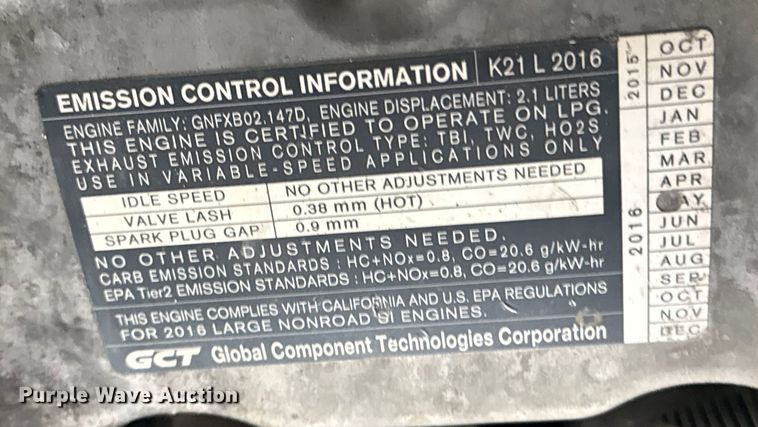 EMISSION CONTROL INFORMATION K21 L 2016
ENGINE FAMILY: GNFXB02.147D, ENGINE DISPLACEMENT: 2.1 LITERS
THIS ENGINE IS CERTIFIED TO OPERATE ON LPG.
EXHAUST EMISSION CONTROL TYPE: TBI, TWC, HO2S
USE IN VARIABLE-SPEED APPLICATIONS ONLY
IDLE SPEED NO OTHER ADJUSTMENTS NEEDED
VALVE LASH 0.38 mm (HOT)
SPARK PLUG GAP 0.9 mm
NO OTHER ADJUSTMENTS NEEDED.
CARB EMISSION STANDARDS : HC+NOx=0.8, CO=20.6 g/kW-hr
EPA Tier2 EMISSION STANDARDS : HC+NOx=0.8, CO=20.6 g/kW-hr
THIS ENGINE COMPLIES WITH CALIFORNIA AND U.S. EPA REGULATIONS
FOR 2016 LARGE NONROAD SI ENGINES.
GCT Global Component Technologies Corporation
2015
OCT
NOV
DEC
2016
JAN
FEB
MAR
APR
MAY
JUN
JUL
AUG
SEP
OCT
NOV
DEC
Purple Wave Auction